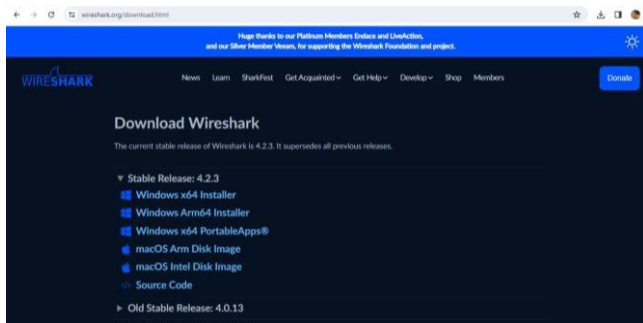 wireshark.org/download.html
Huge thanks to our Platinum Members Endace and LiveAction,
and our Silver Member Veeam, for supporting the Wireshark Foundation and project.
WIRESHARK
News Learn SharkFest Get Acquainted Get Help Develop Shop Members Donate
Download Wireshark
The current stable release of Wireshark is 4.2.3. It supersedes all previous releases.
Stable Release: 4.2.3
Windows x64 Installer
Windows Arm64 Installer
Windows x64 PortableApps®
macOS Arm Disk Image
macOS Intel Disk Image
Source Code
Old Stable Release: 4.0.13